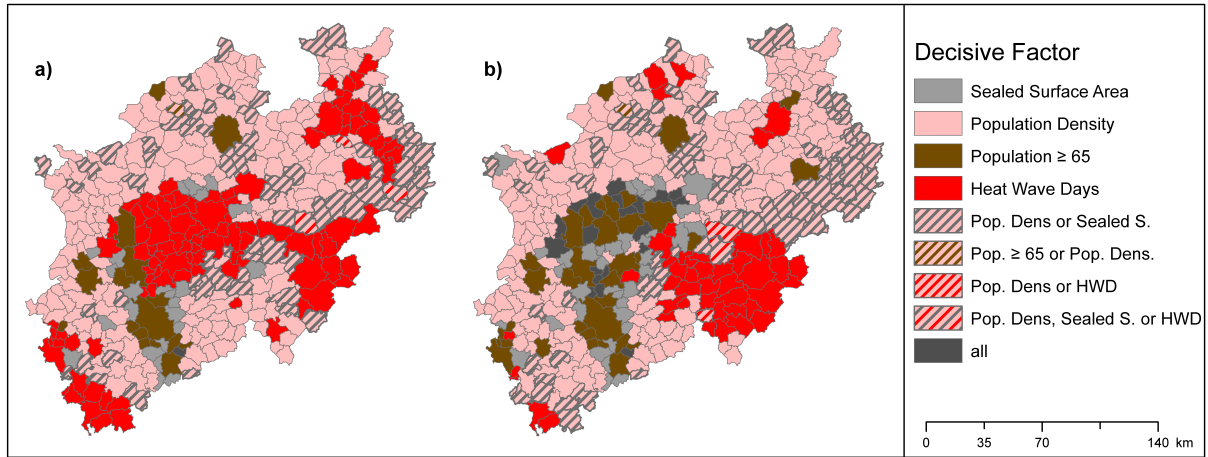 a)
b)
Decisive Factor
Sealed Surface Area
Population Density
Population ≥ 65
Heat Wave Days
Pop. Dens or Sealed S.
Pop. ≥ 65 or Pop. Dens.
Pop. Dens or HWD
Pop. Dens, Sealed S. or HWD
all
0 35 70 140 km